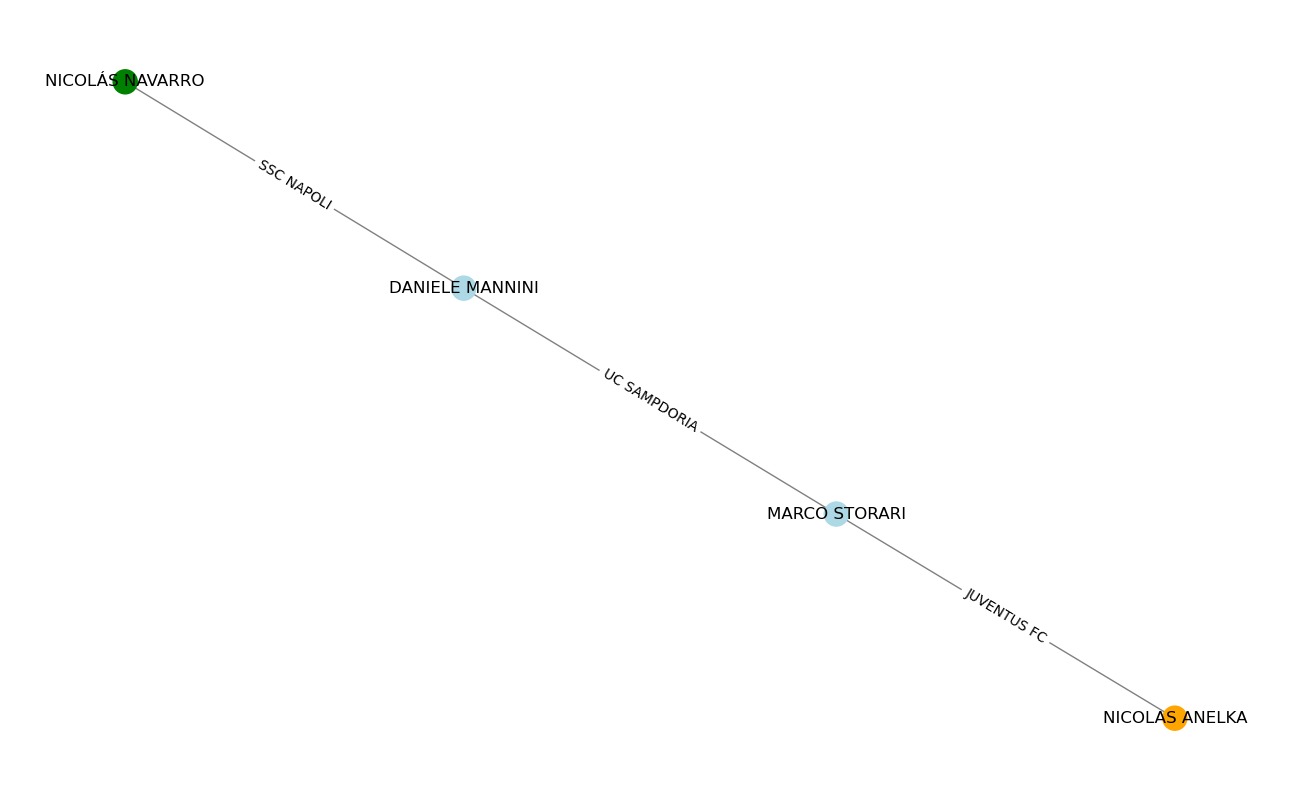 NICOLÁS NAVARRO
SSC NAPOLI
DANIELE MANNINI
UC SAMPDORIA
MARCO STORARI
JUVENTUS FC
NICOLAS ANELKA